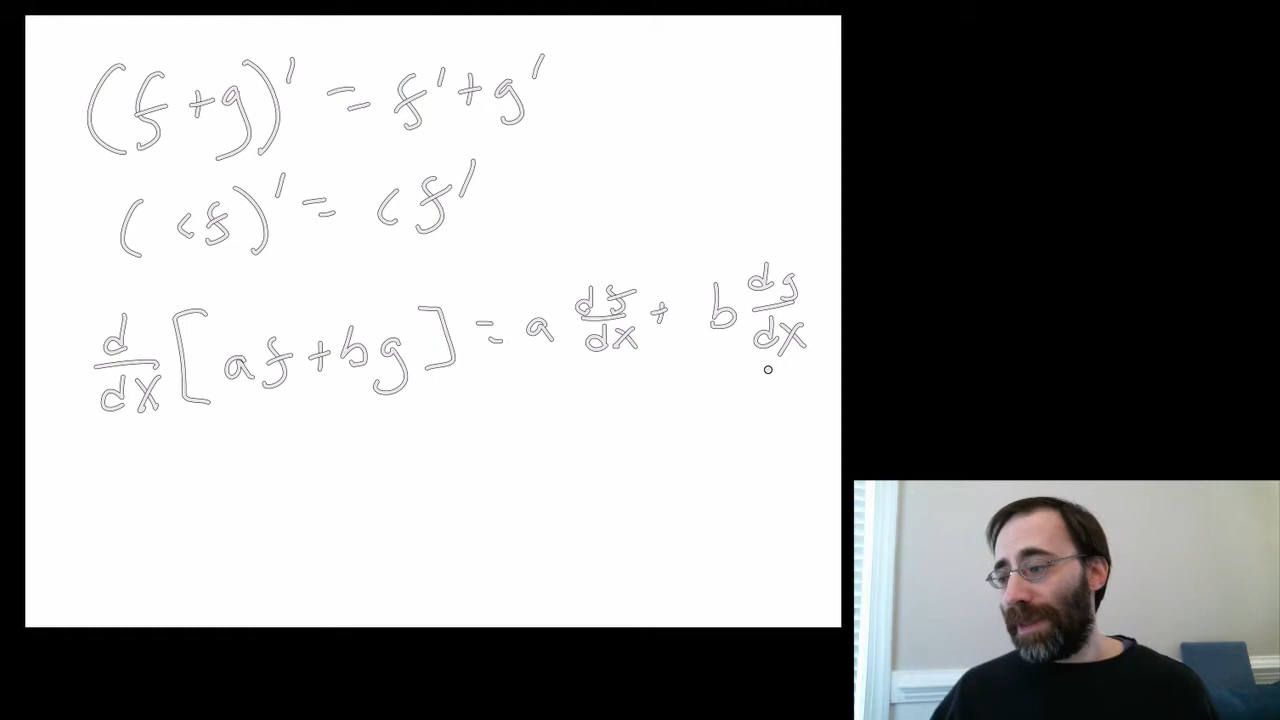 (f+g)' = f'+g'
(cf)' = cf'
d/dx [af+bg] = a df/dx + b dg/dx